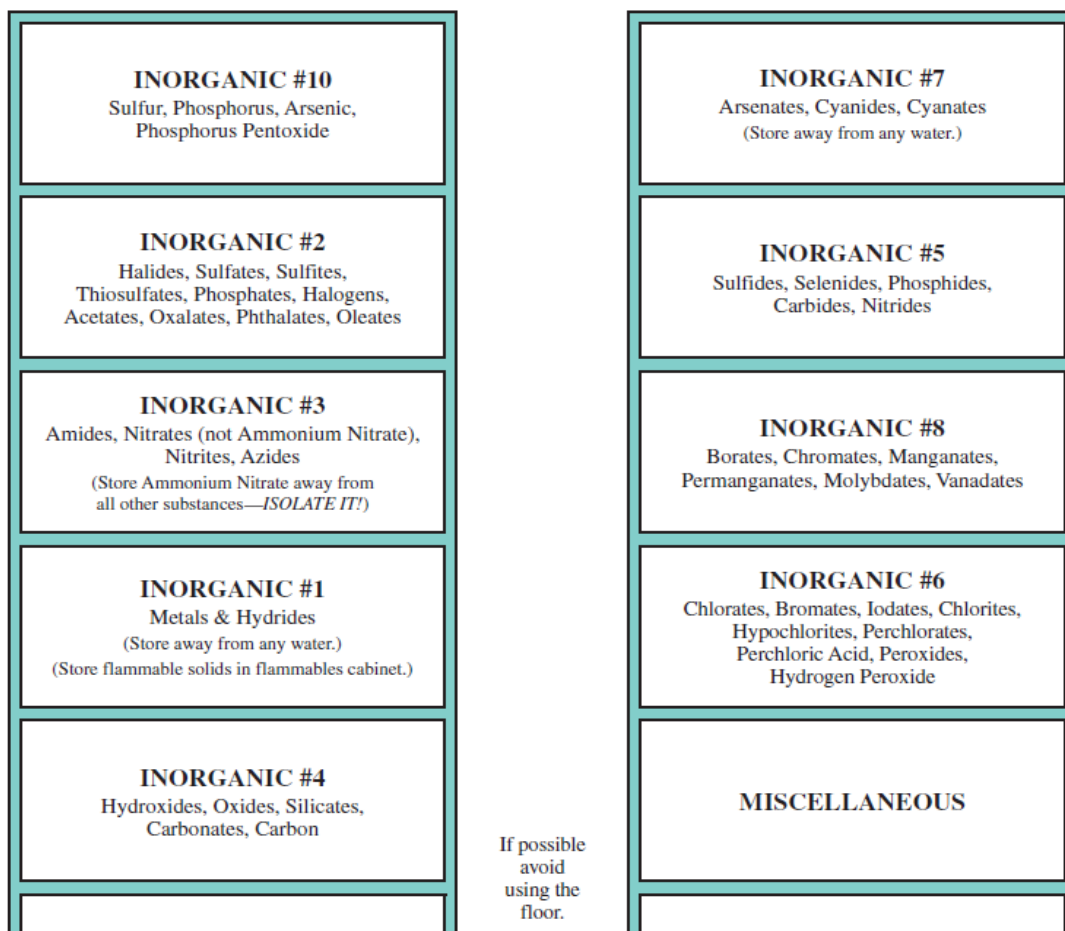 INORGANIC #10
Sulfur, Phosphorus, Arsenic,
Phosphorus Pentoxide
INORGANIC #2
Halides, Sulfates, Sulfites,
Thiosulfates, Phosphates, Halogens,
Acetates, Oxalates, Phthalates, Oleates
INORGANIC #3
Amides, Nitrates (not Ammonium Nitrate),
Nitrites, Azides
(Store Ammonium Nitrate away from
all other substances—ISOLATE IT!)
INORGANIC #1
Metals & Hydrides
(Store away from any water.)
(Store flammable solids in flammables cabinet.)
INORGANIC #4
Hydroxides, Oxides, Silicates,
Carbonates, Carbon
If possible
avoid
using the
floor.
INORGANIC #7
Arsenates, Cyanides, Cyanates
(Store away from any water.)
INORGANIC #5
Sulfides, Selenides, Phosphides,
Carbides, Nitrides
INORGANIC #8
Borates, Chromates, Manganates,
Permanganates, Molybdates, Vanadates
INORGANIC #6
Chlorates, Bromates, Iodates, Chlorites,
Hypochlorites, Perchlorates,
Perchloric Acid, Peroxides,
Hydrogen Peroxide
MISCELLANEOUS